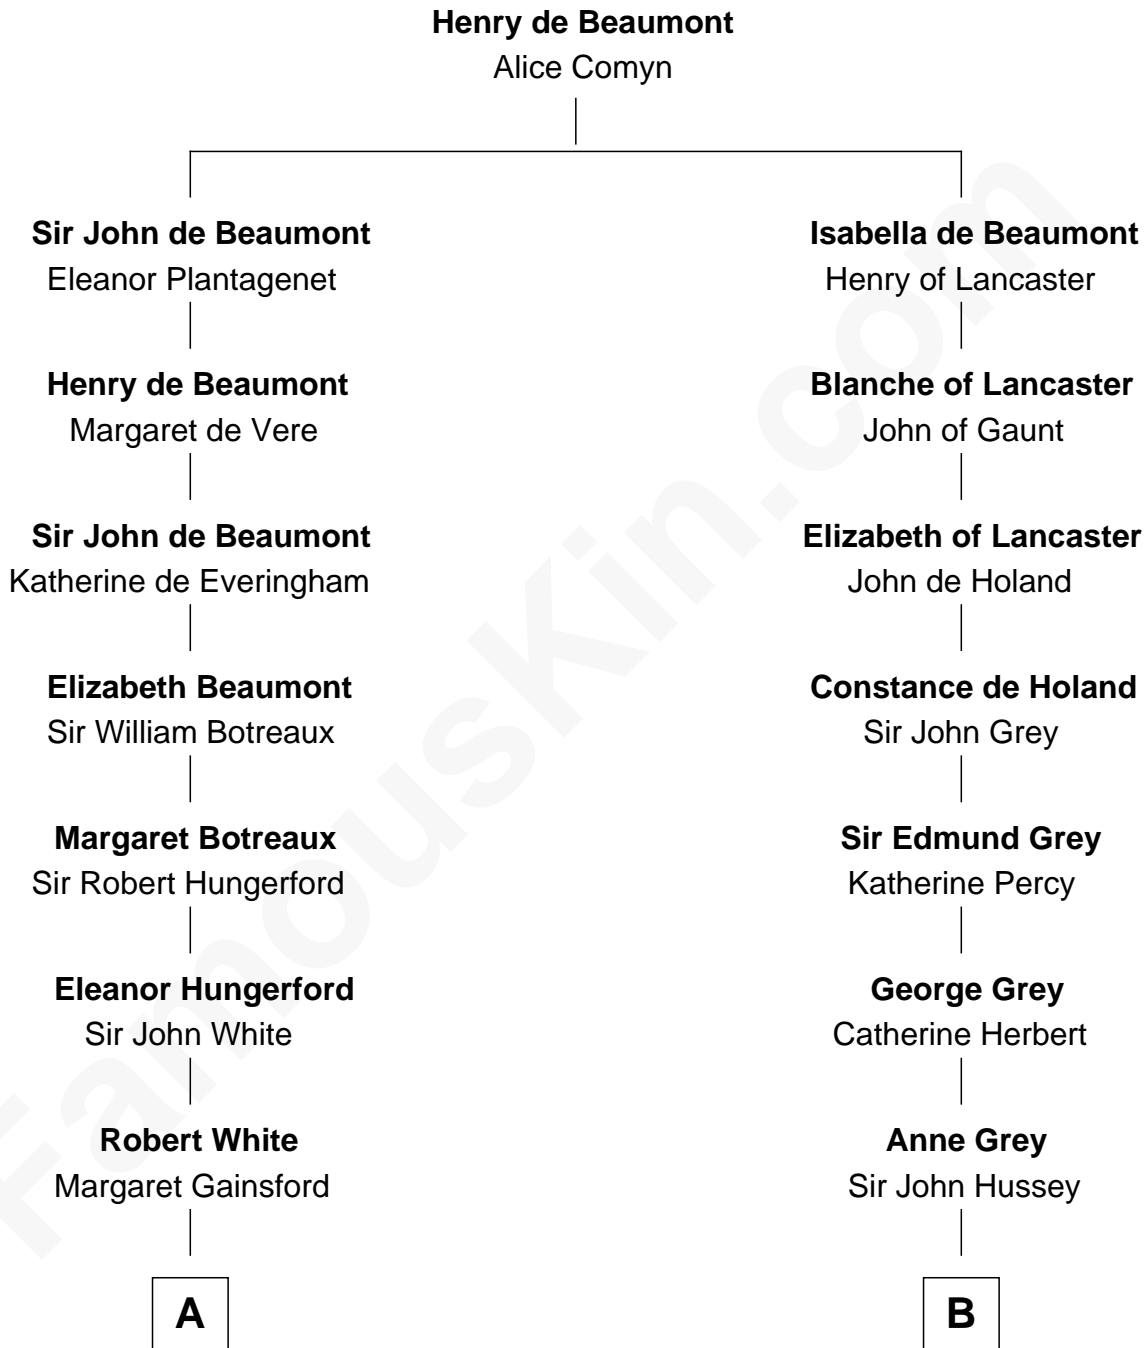 Henry de Beaumont
Alice Comyn
Sir John de Beaumont
Eleanor Plantagenet
Isabella de Beaumont
Henry of Lancaster
Henry de Beaumont
Margaret de Vere
Blanche of Lancaster
John of Gaunt
Sir John de Beaumont
Katherine de Everingham
Elizabeth of Lancaster
John de Holand
Elizabeth Beaumont
Sir William Botreaux
Constance de Holand
Sir John Grey
Margaret Botreaux
Sir Robert Hungerford
Sir Edmund Grey
Katherine Percy
Eleanor Hungerford
Sir John White
George Grey
Catherine Herbert
Robert White
Margaret Gainsford
Anne Grey
Sir John Hussey
A
B
FamousKin.com